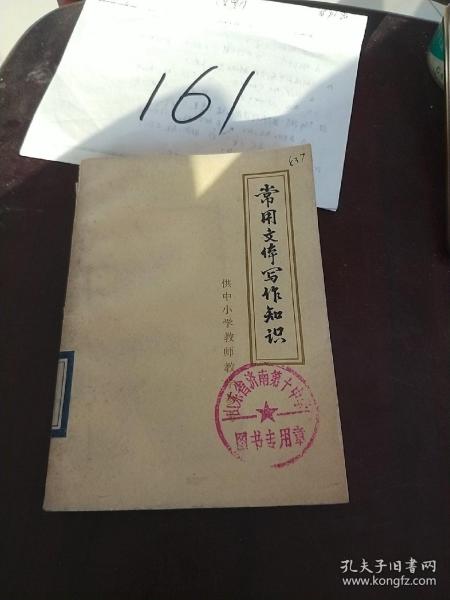 161
637
常用文体写作知识
供中小学教师教
山东省济南第十中学
图书专用章
孔夫子旧书网
www.kongfz.com